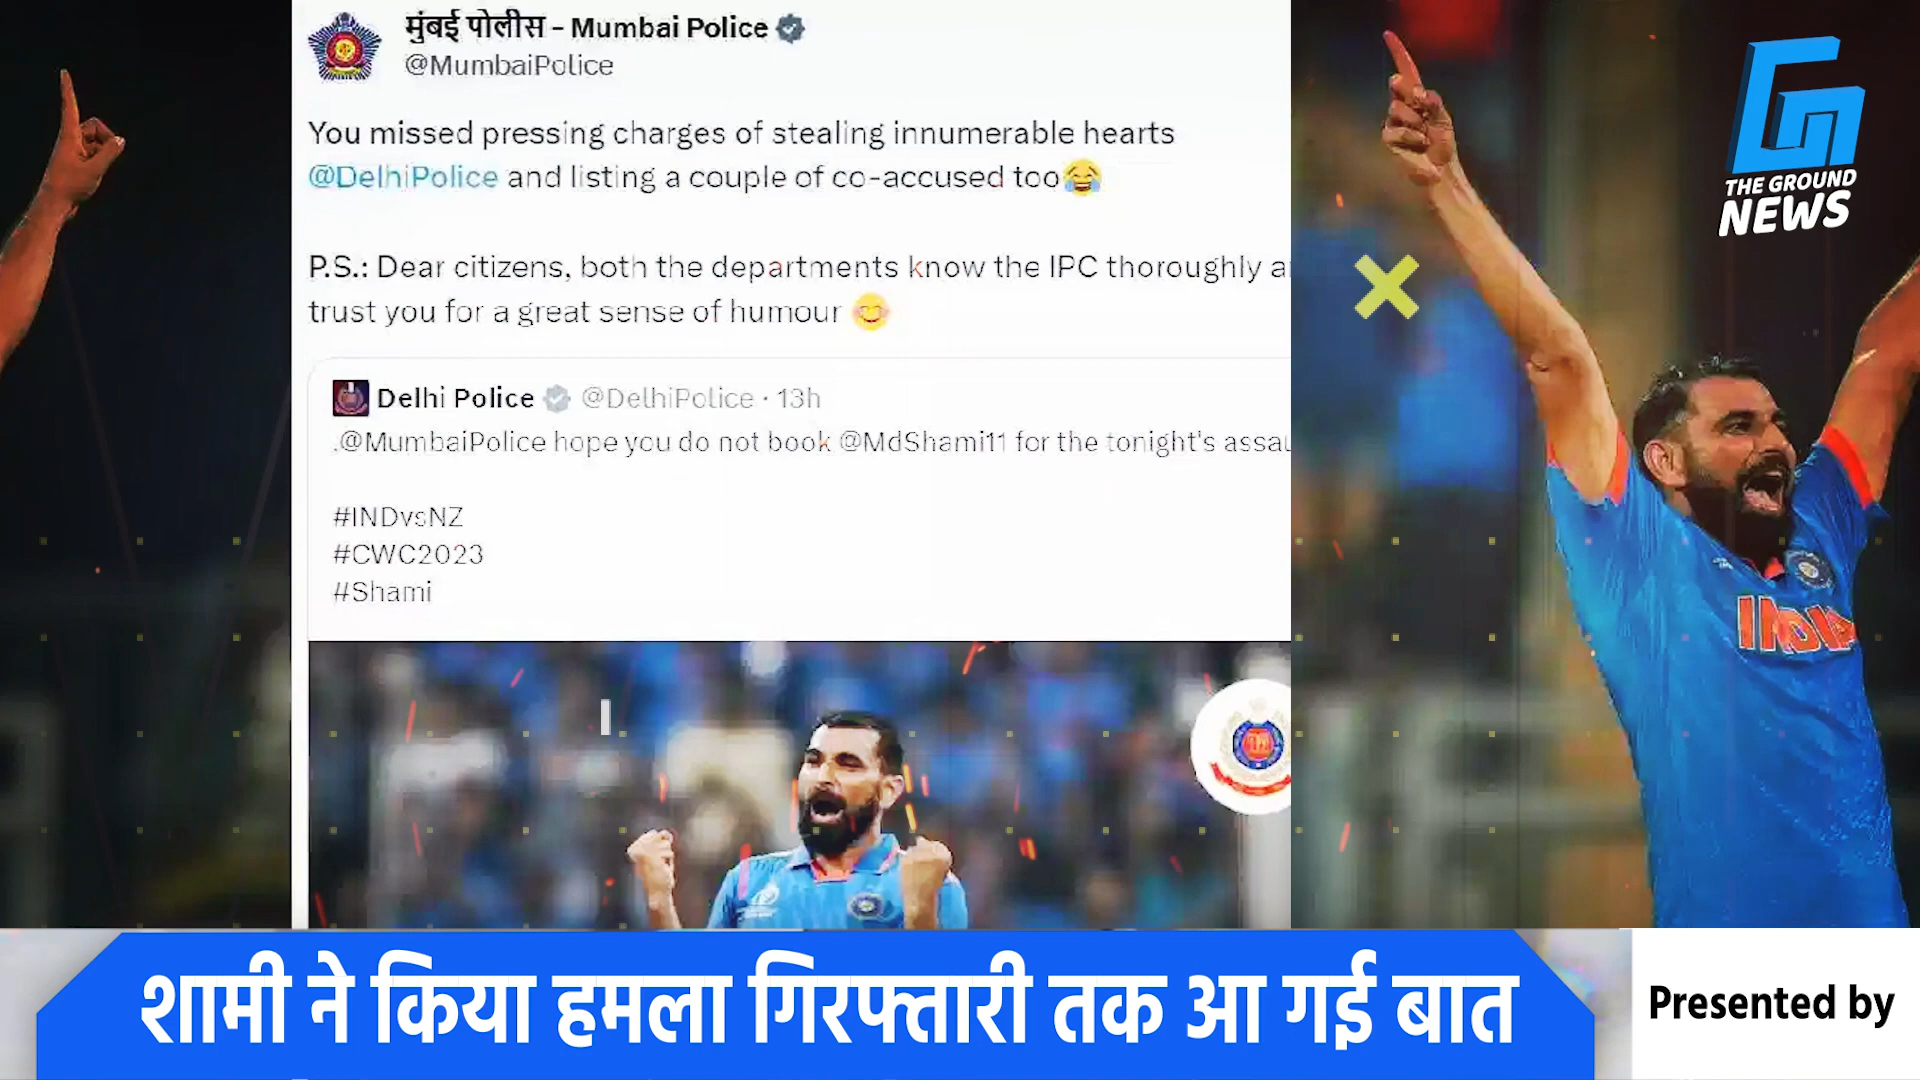 मुंबई पोलीस - Mumbai Police
@MumbaiPolice
You missed pressing charges of stealing innumerable hearts
@DelhiPolice and listing a couple of co-accused too😂
P.S.: Dear citizens, both the departments know the IPC thoroughly
trust you for a great sense of humour 😊
Delhi Police @DelhiPolice · 13h
.@MumbaiPolice hope you do not book @MdShami11 for the tonight's
#INDvsNZ
#CWC2023
#Shami
THE GROUND
NEWS
INDIA
शामी ने किया हमला गिरफ्तारी तक आ गई बात
Presented by